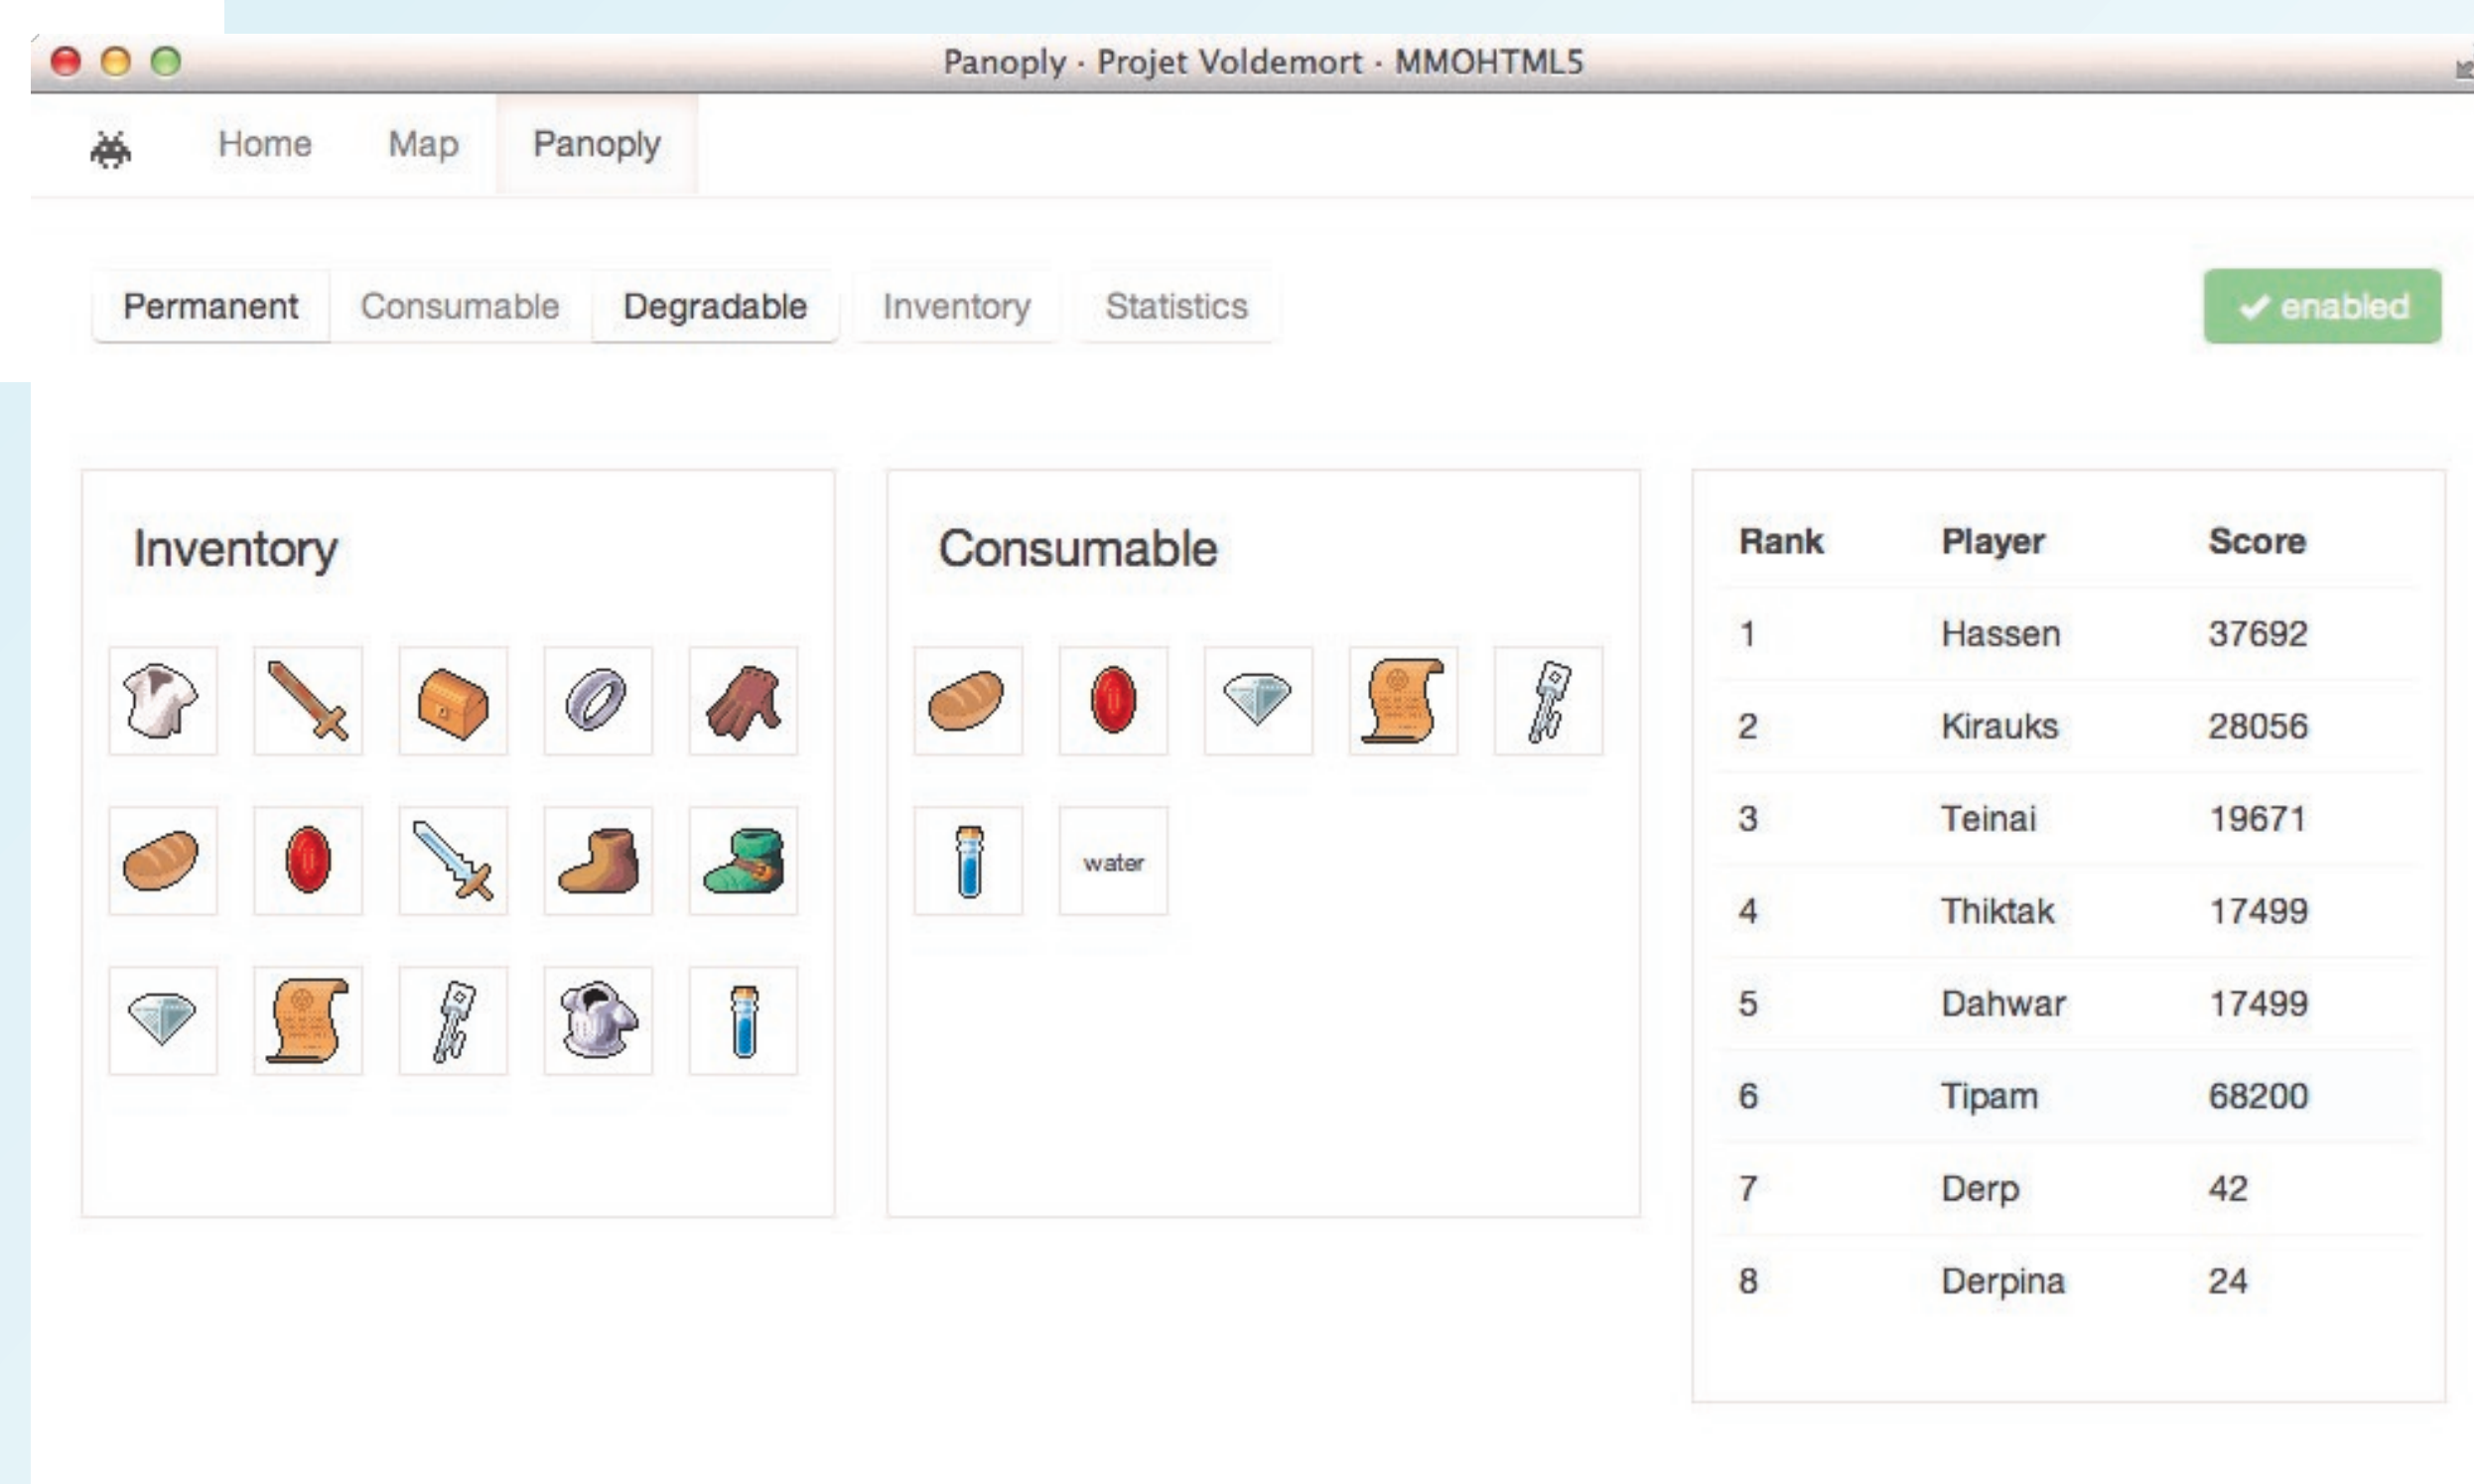 Panoply · Projet Voldemort · MMOHTML5
Home Map Panoply
Permanent Consumable Degradable Inventory Statistics ✔ enabled
Inventory
Consumable
water
Rank Player Score
1 Hassen 37692
2 Kirauks 28056
3 Teinai 19671
4 Thiktak 17499
5 Dahwar 17499
6 Tipam 68200
7 Derp 42
8 Derpina 24